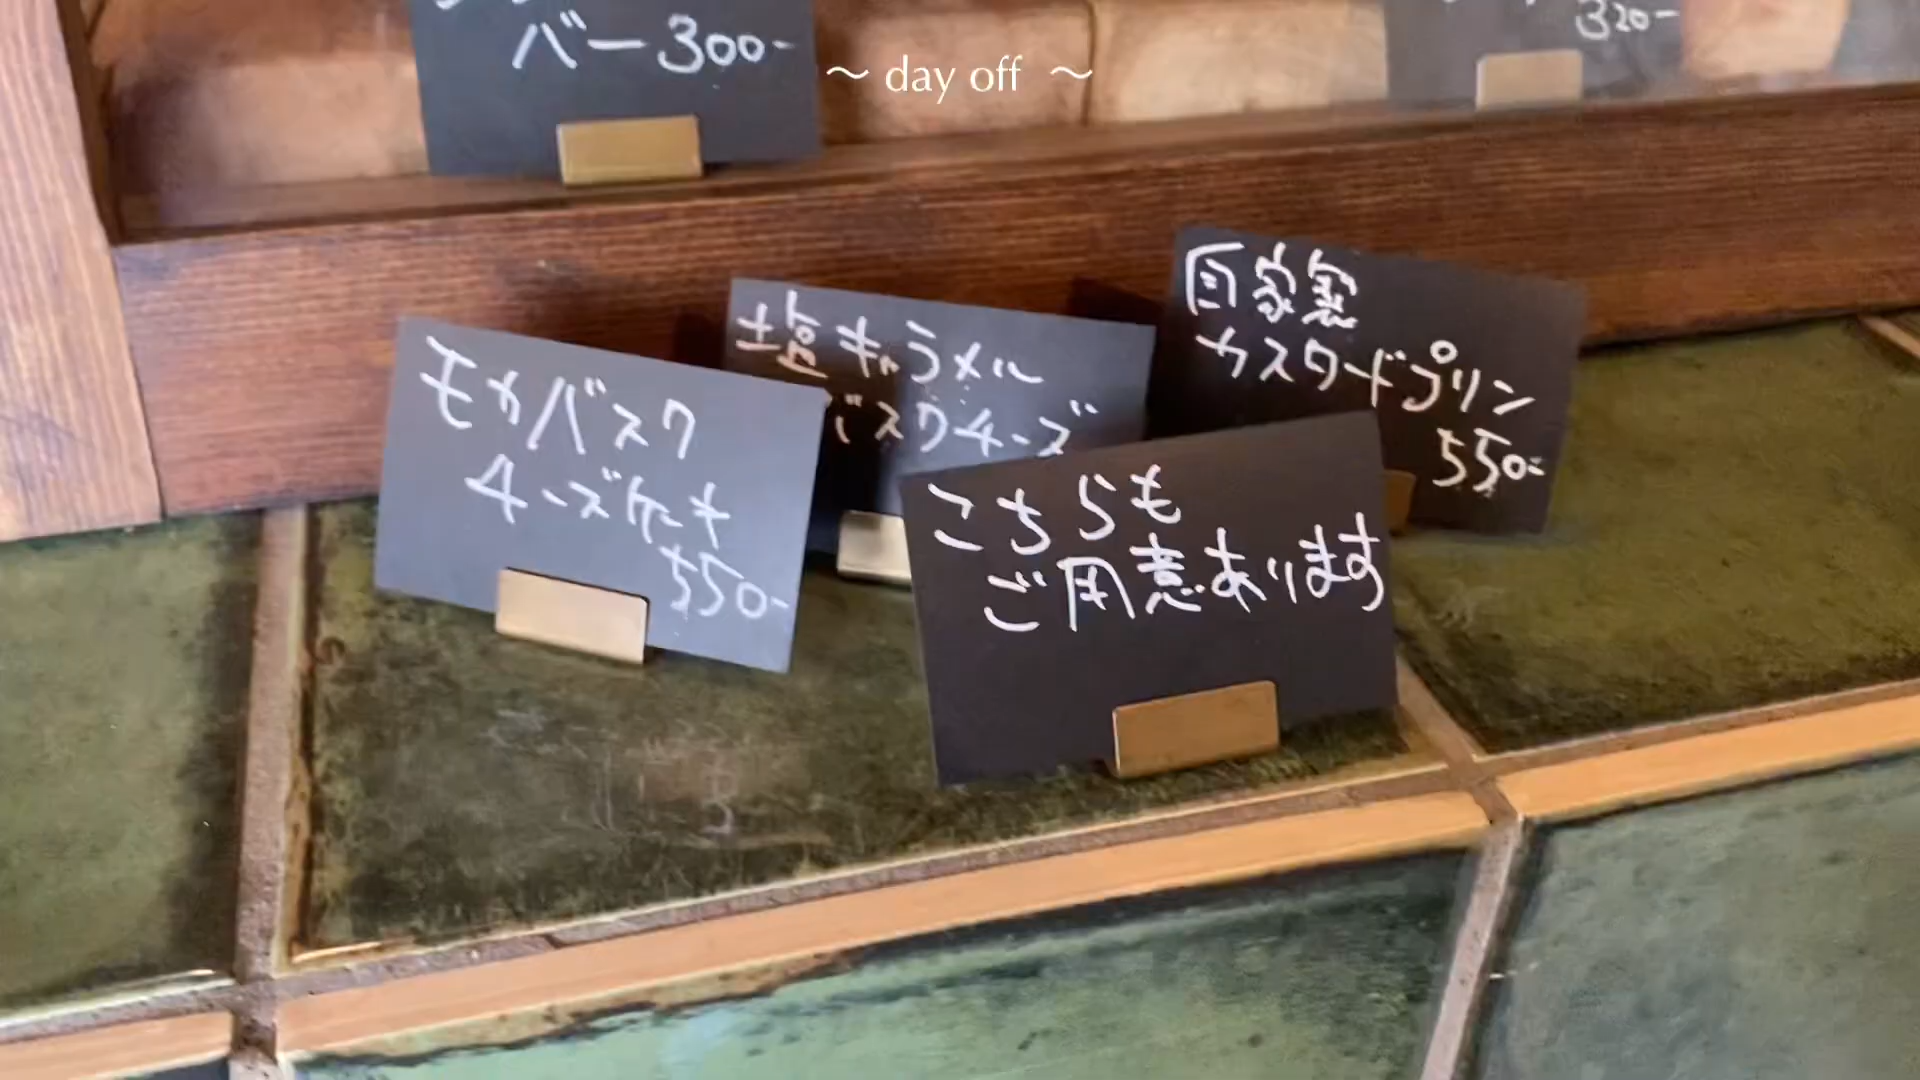 バー300-
〜 day off 〜
320-
自家製
カスタードプリン
550-
塩キャラメル
バスクチーズ
モカバスク
チーズケーキ
550-
こちらも
ご用意あります